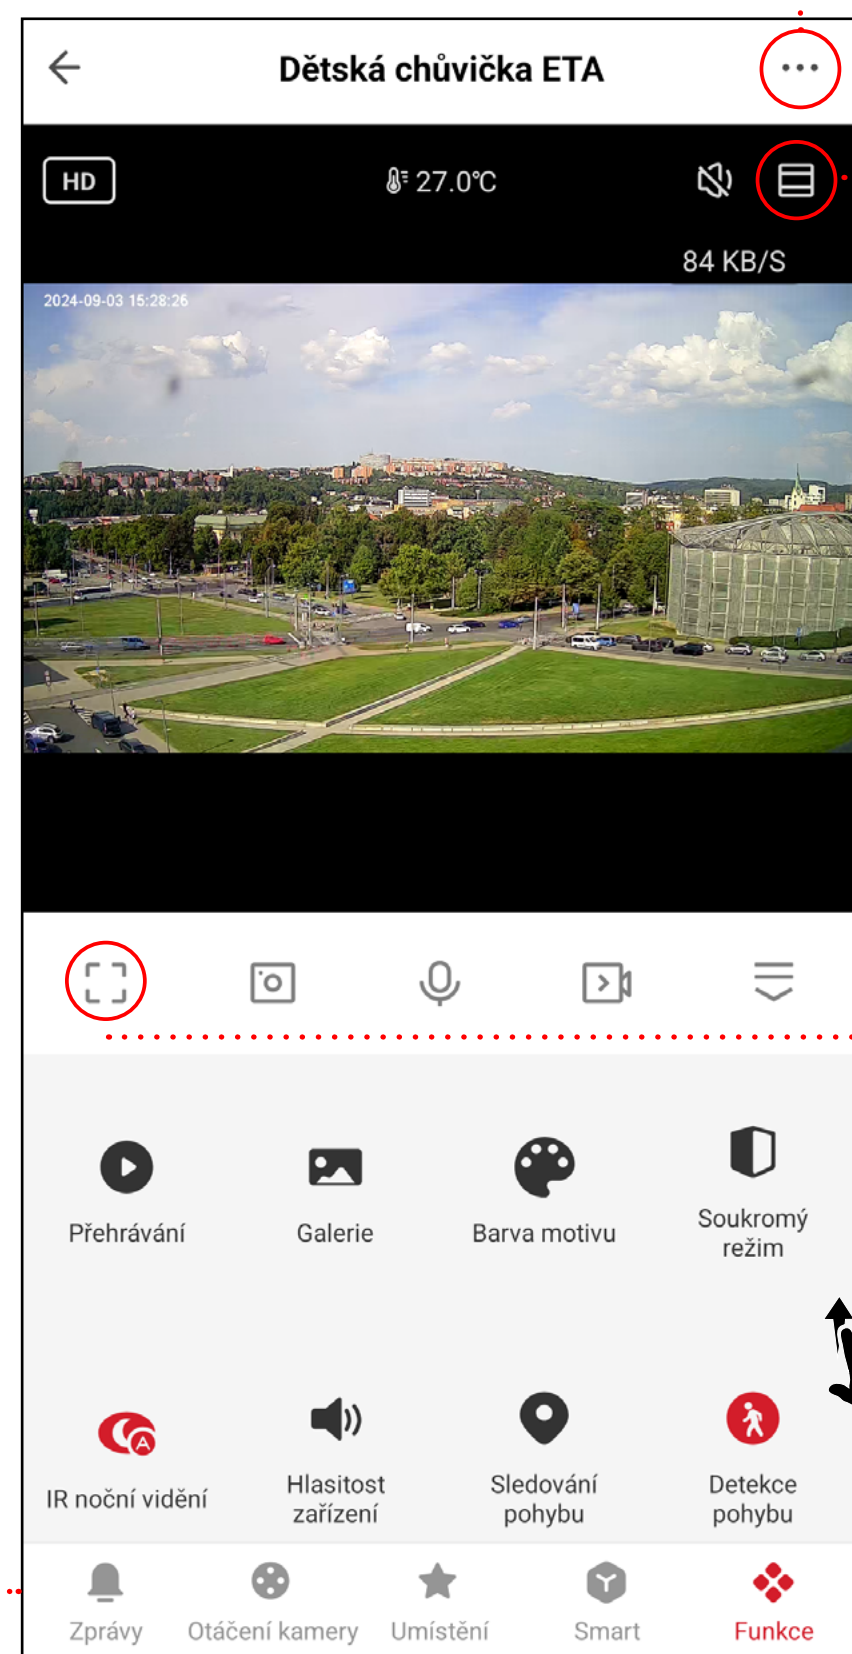 Dětská chůvička ETA
HD
27.0°C
84 KB/S
2024-09-03 15:28:26
Přehrávání
Galerie
Barva motivu
Soukromý
režim
IR noční vidění
Hlasitost
zařízení
Sledování
pohybu
Detekce
pohybu
Zprávy
Otáčení kamery
Umístění
Smart
Funkce